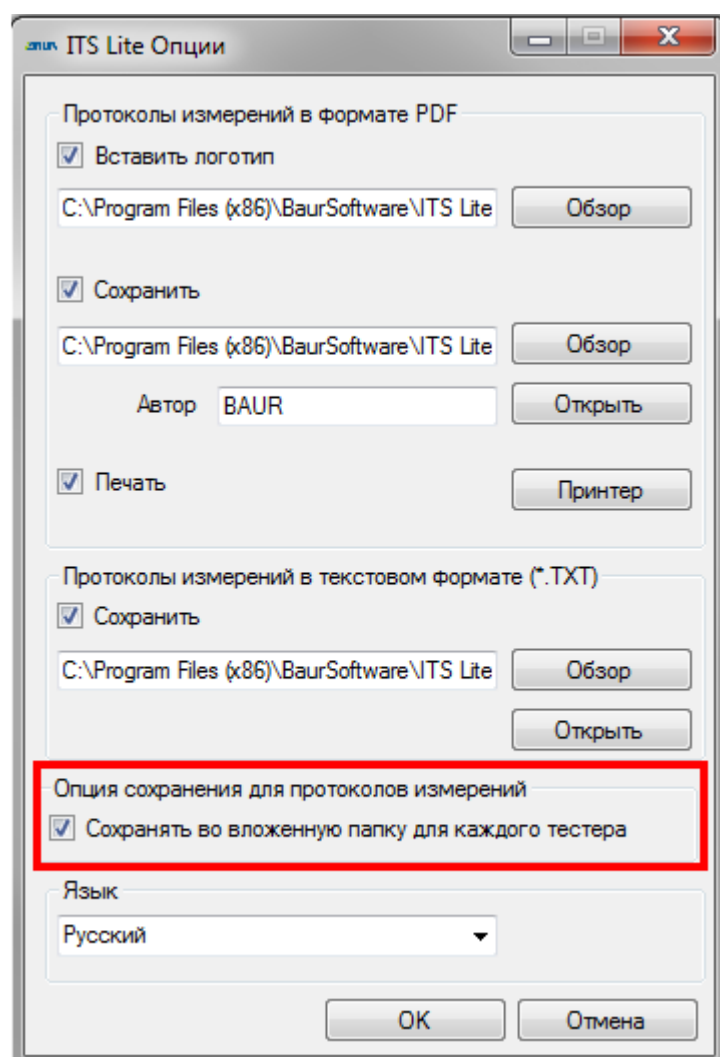 BAUR ITS Lite Опции
Протоколы измерений в формате PDF
Вставить логотип
C:\Program Files (x86)\BaurSoftware\ITS Lite Обзор
Сохранить
C:\Program Files (x86)\BaurSoftware\ITS Lite Обзор
Автор BAUR Открыть
Печать Принтер
Протоколы измерений в текстовом формате (*.TXT)
Сохранить
C:\Program Files (x86)\BaurSoftware\ITS Lite Обзор
Открыть
Опция сохранения для протоколов измерений
Сохранять во вложенную папку для каждого тестера
Язык
Русский
OK Отмена